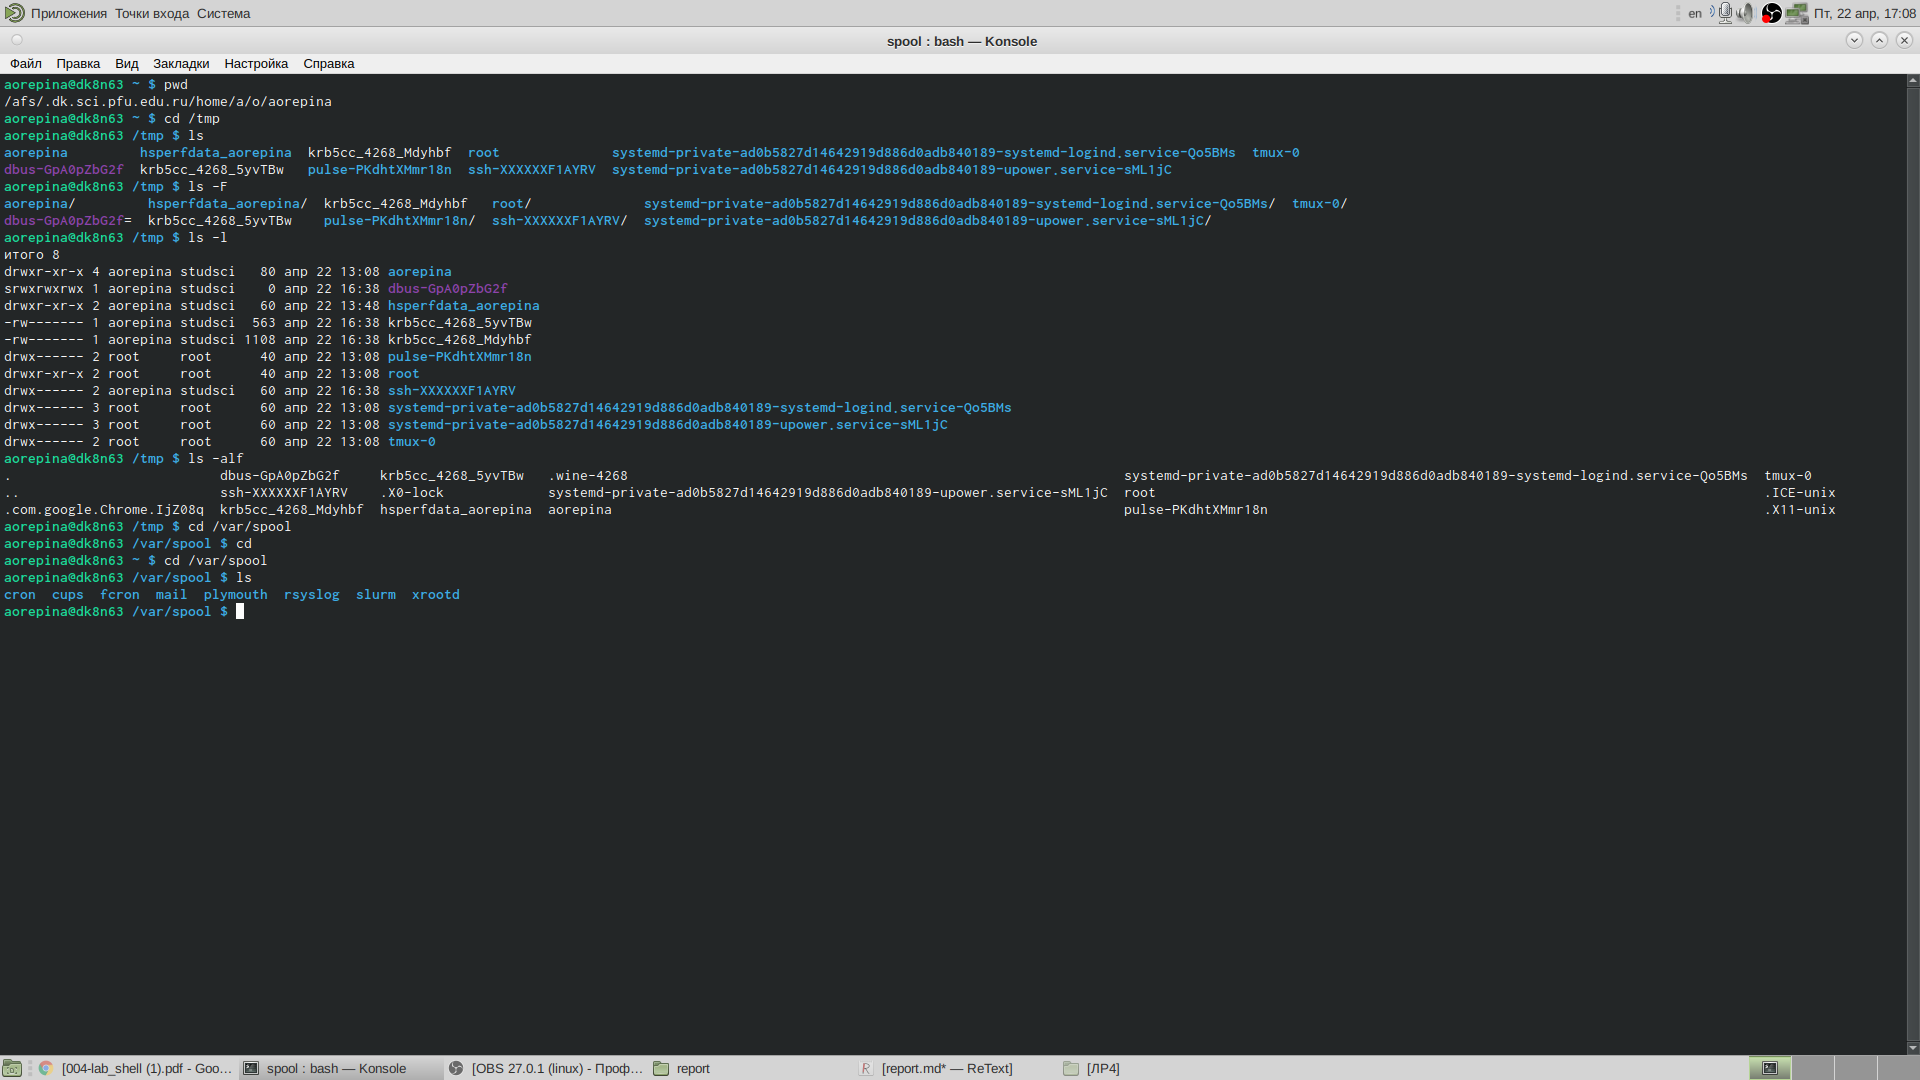 Приложения Точки входа Система en Пт, 22 апр, 17:08
spool : bash — Konsole
Файл Правка Вид Закладки Настройка Справка
aorepina@dk8n63 ~ $ pwd
/afs/.dk.sci.pfu.edu.ru/home/a/o/aorepina
aorepina@dk8n63 ~ $ cd /tmp
aorepina@dk8n63 /tmp $ ls
aorepina hsperfdata_aorepina krb5cc_4268_Mdyhbf root systemd-private-ad0b5827d14642919d886d0adb840189-systemd-logind.service-Qo5BMs tmux-0
dbus-GpA0pZbG2f krb5cc_4268_5yvTBw pulse-PKdhtXMmr18n ssh-XXXXXXF1AYRV systemd-private-ad0b5827d14642919d886d0adb840189-upower.service-sML1jC
aorepina@dk8n63 /tmp $ ls -F
aorepina/ hsperfdata_aorepina/ krb5cc_4268_Mdyhbf root/ systemd-private-ad0b5827d14642919d886d0adb840189-systemd-logind.service-Qo5BMs/ tmux-0/
dbus-GpA0pZbG2f= krb5cc_4268_5yvTBw pulse-PKdhtXMmr18n/ ssh-XXXXXXF1AYRV/ systemd-private-ad0b5827d14642919d886d0adb840189-upower.service-sML1jC/
aorepina@dk8n63 /tmp $ ls -l
итого 8
drwxr-xr-x 4 aorepina studsci 80 апр 22 13:08 aorepina
srwxrwxrwx 1 aorepina studsci 0 апр 22 16:38 dbus-GpA0pZbG2f
drwxr-xr-x 2 aorepina studsci 60 апр 22 13:48 hsperfdata_aorepina
-rw------- 1 aorepina studsci 563 апр 22 16:38 krb5cc_4268_5yvTBw
-rw------- 1 aorepina studsci 1108 апр 22 16:38 krb5cc_4268_Mdyhbf
drwx------ 2 root root 40 апр 22 13:08 pulse-PKdhtXMmr18n
drwxr-xr-x 2 root root 40 апр 22 13:08 root
drwx------ 2 aorepina studsci 60 апр 22 16:38 ssh-XXXXXXF1AYRV
drwx------ 3 root root 60 апр 22 13:08 systemd-private-ad0b5827d14642919d886d0adb840189-systemd-logind.service-Qo5BMs
drwx------ 3 root root 60 апр 22 13:08 systemd-private-ad0b5827d14642919d886d0adb840189-upower.service-sML1jC
drwx------ 2 root root 60 апр 22 13:08 tmux-0
aorepina@dk8n63 /tmp $ ls -alf
. dbus-GpA0pZbG2f krb5cc_4268_5yvTBw .wine-4268 systemd-private-ad0b5827d14642919d886d0adb840189-systemd-logind.service-Qo5BMs tmux-0
.. ssh-XXXXXXF1AYRV .X0-lock systemd-private-ad0b5827d14642919d886d0adb840189-upower.service-sML1jC root .ICE-unix
.com.google.Chrome.IjZ08q krb5cc_4268_Mdyhbf hsperfdata_aorepina aorepina pulse-PKdhtXMmr18n .X11-unix
aorepina@dk8n63 /tmp $ cd /var/spool
aorepina@dk8n63 /var/spool $ cd
aorepina@dk8n63 ~ $ cd /var/spool
aorepina@dk8n63 /var/spool $ ls
cron cups fcron mail plymouth rsyslog slurm xrootd
aorepina@dk8n63 /var/spool $
[004-lab_shell (1).pdf - Goo... spool : bash — Konsole [OBS 27.0.1 (linux) - Проф... report [report.md* — ReText] [ЛР4]